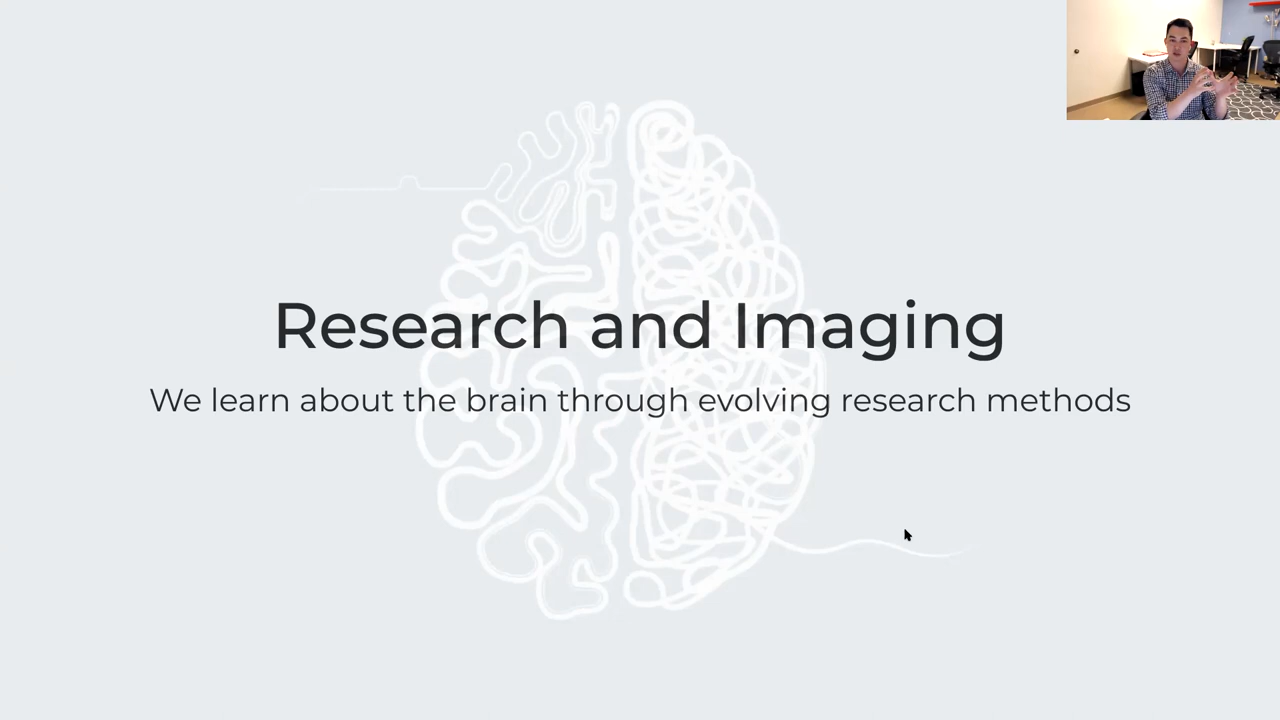 Research and Imaging
We learn about the brain through evolving research methods